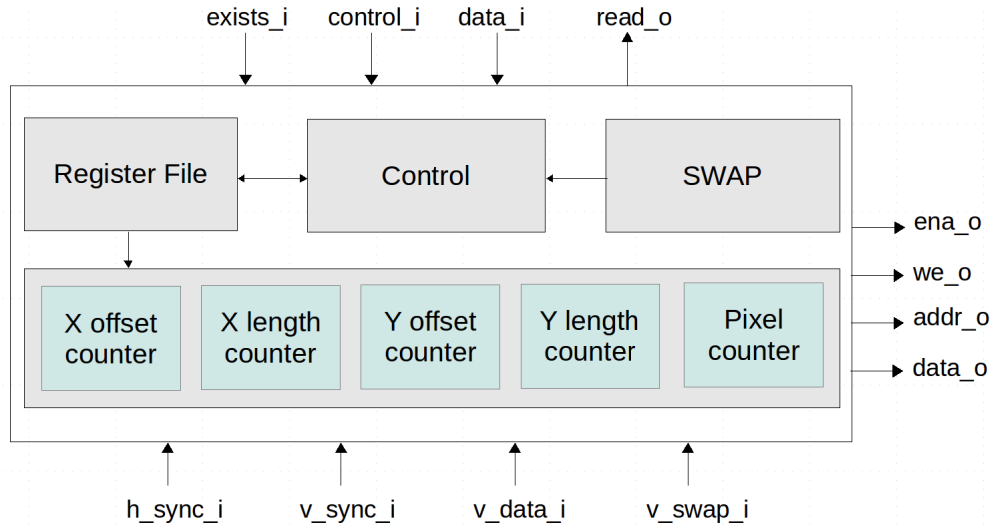 exists_i control_i data_i read_o
Register File
Control
SWAP
ena_o
we_o
addr_o
data_o
X offset
counter
X length
counter
Y offset
counter
Y length
counter
Pixel
counter
h_sync_i v_sync_i v_data_i v_swap_i